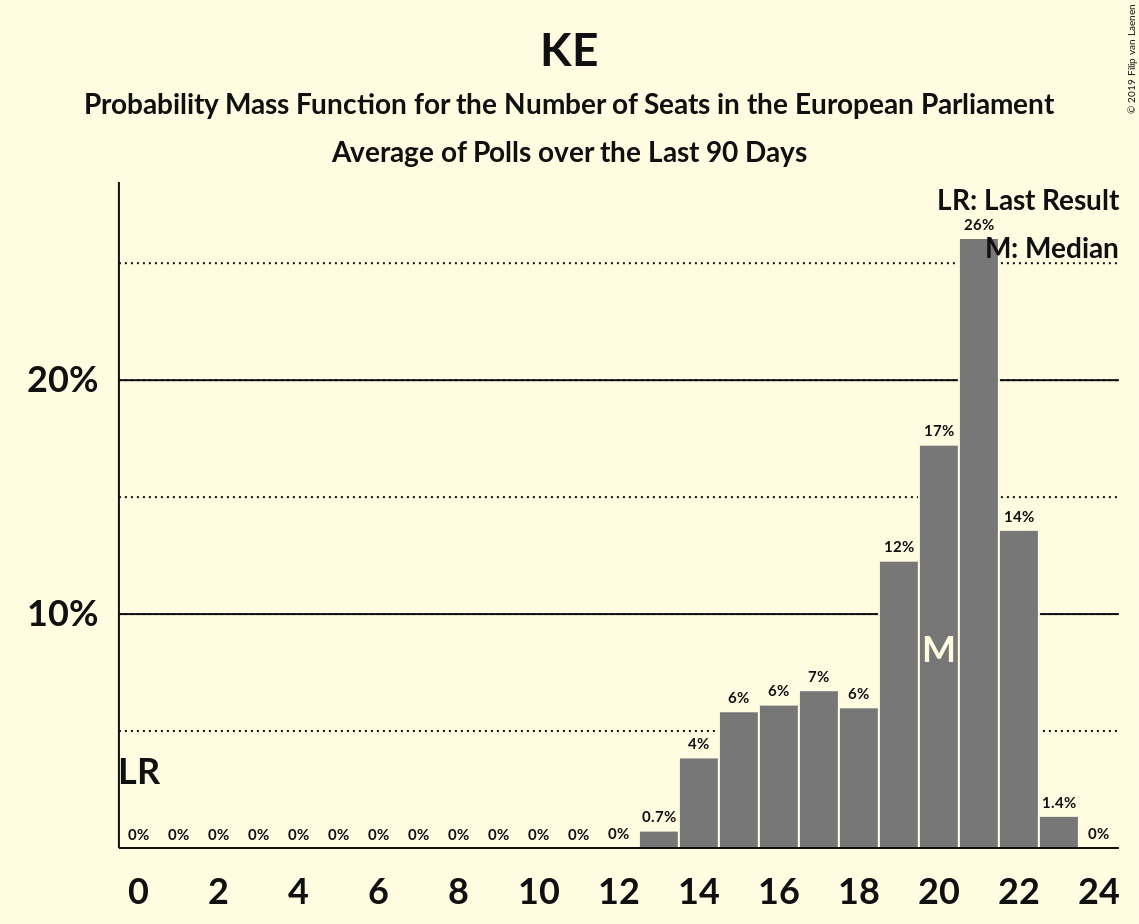 KE
Probability Mass Function for the Number of Seats in the European Parliament
Average of Polls over the Last 90 Days
© 2019 Filip van Laenen
LR: Last Result
M: Median
26%
20%
17%
14%
12%
10%
M
7%
6%
6%
6%
4%
LR
1.4%
0.7%
0% 0% 0% 0% 0% 0% 0% 0% 0% 0% 0% 0% 0% 0%
0 2 4 6 8 10 12 14 16 18 20 22 24